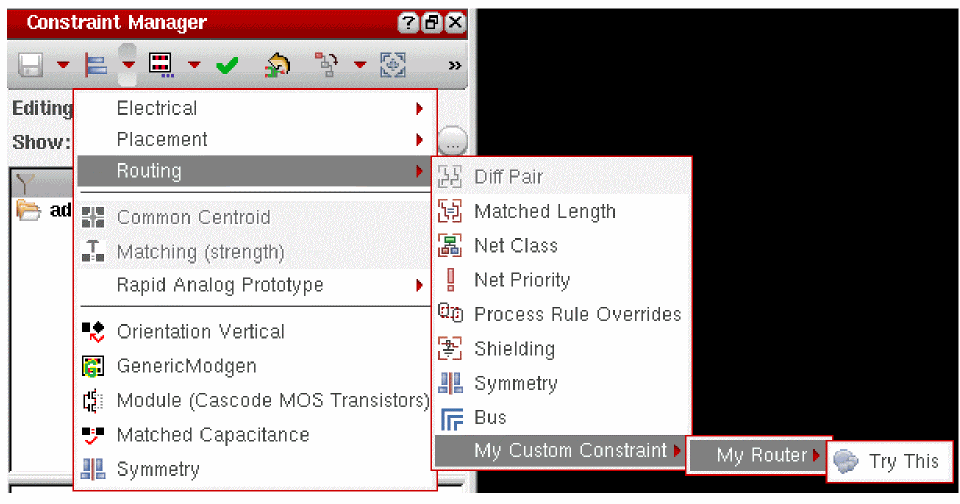 Constraint Manager
Editing
Show:
...
ad
Electrical
Placement
Routing
Common Centroid
Matching (strength)
Rapid Analog Prototype
Orientation Vertical
GenericModgen
Module (Cascode MOS Transistors)
Matched Capacitance
Symmetry
Diff Pair
Matched Length
Net Class
Net Priority
Process Rule Overrides
Shielding
Symmetry
Bus
My Custom Constraint
My Router
Try This